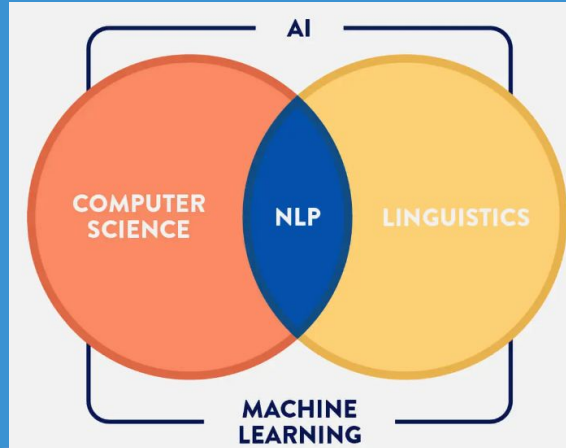 AI
COMPUTER
SCIENCE
NLP
LINGUISTICS
MACHINE
LEARNING